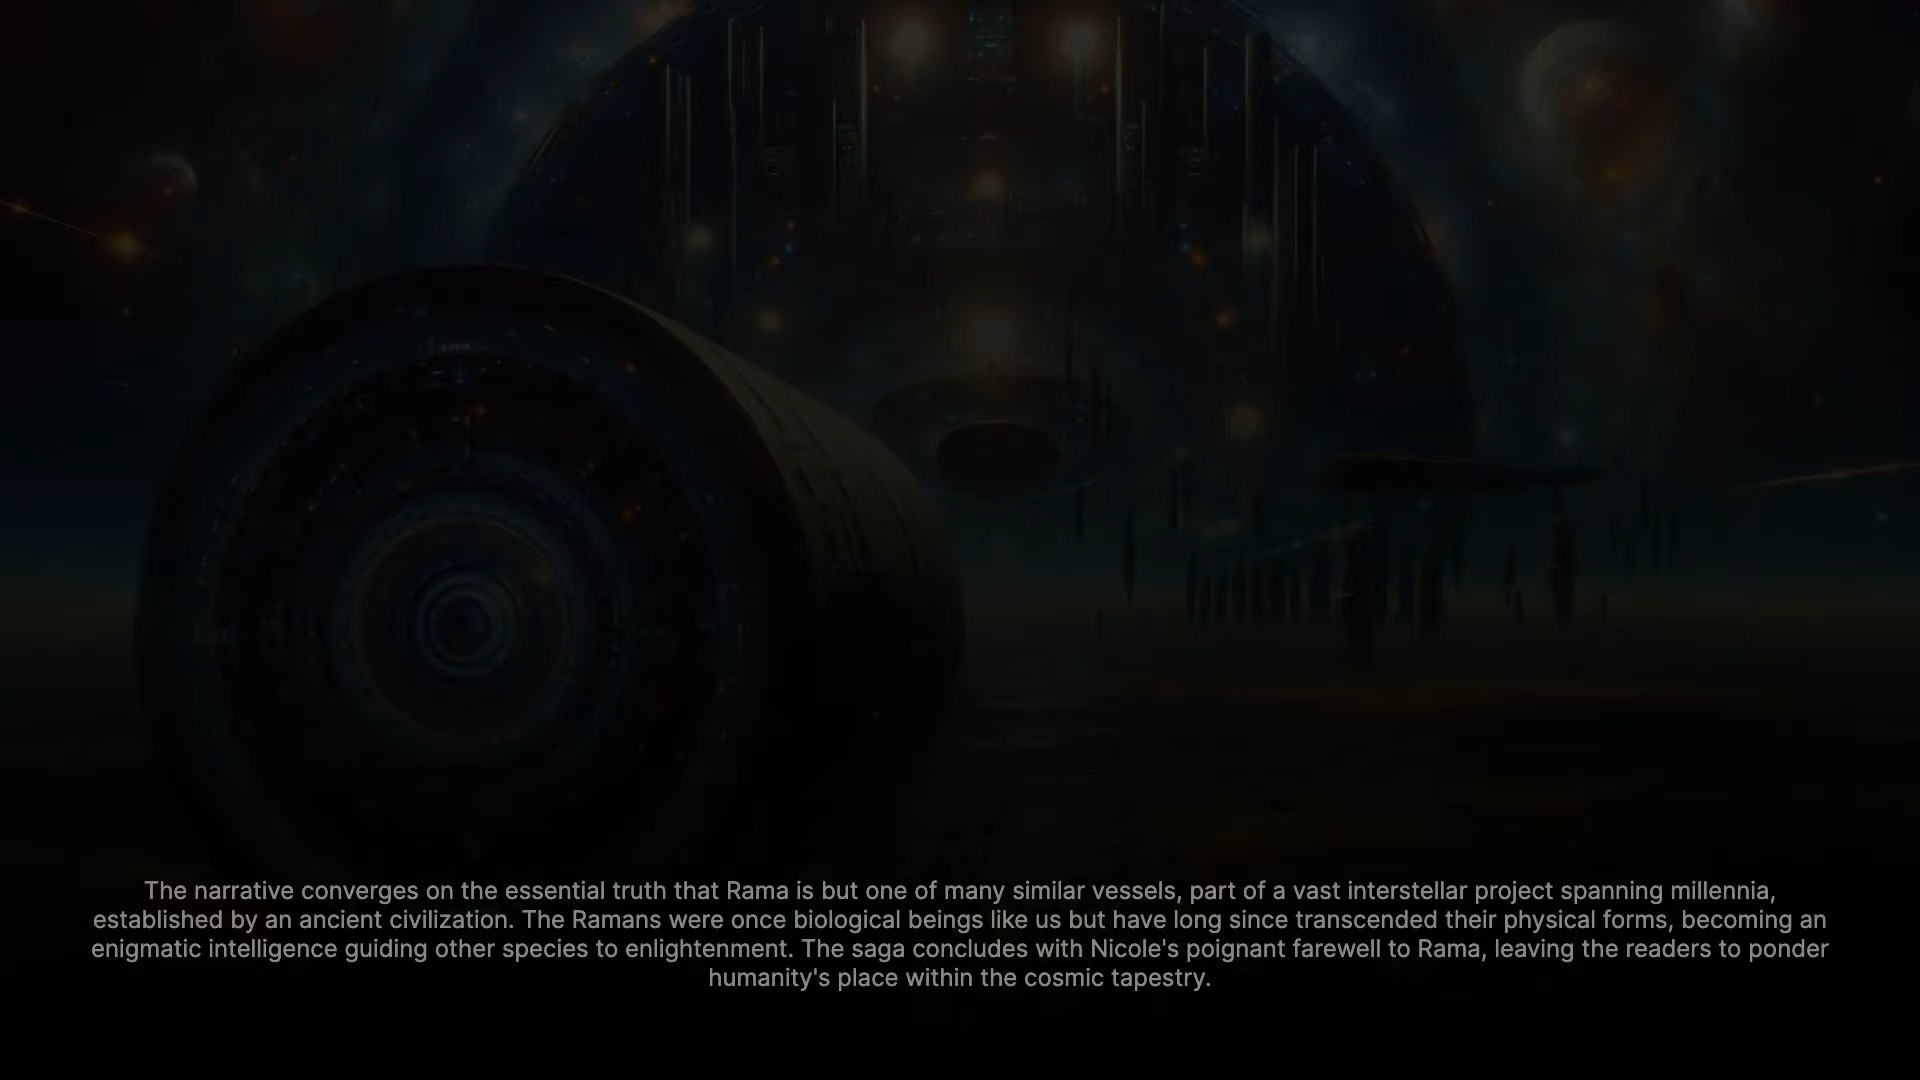 The narrative converges on the essential truth that Rama is but one of many similar vessels, part of a vast interstellar project spanning millennia,
established by an ancient civilization. The Ramans were once biological beings like us but have long since transcended their physical forms, becoming an
enigmatic intelligence guiding other species to enlightenment. The saga concludes with Nicole's poignant farewell to Rama, leaving the readers to ponder
humanity's place within the cosmic tapestry.